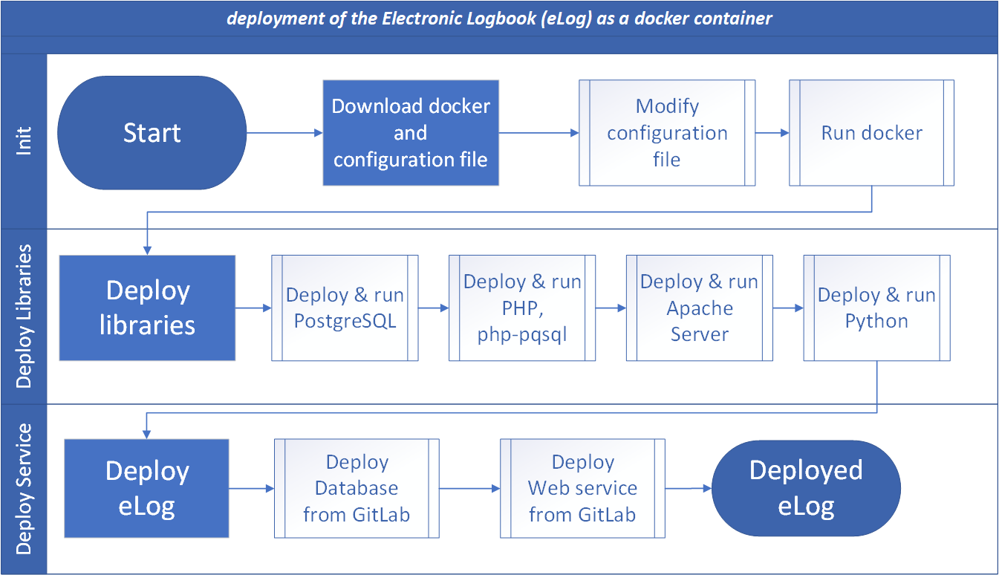 deployment of the Electronic Logbook (eLog) as a docker container
Init
Start
Download docker
and
configuration file
Modify
configuration
file
Run docker
Deploy Libraries
Deploy
libraries
Deploy & run
PostgreSQL
Deploy & run
PHP,
php-pqsql
Deploy & run
Apache
Server
Deploy & run
Python
Deploy Service
Deploy
eLog
Deploy
Database
from GitLab
Deploy
Web service
from GitLab
Deployed
eLog